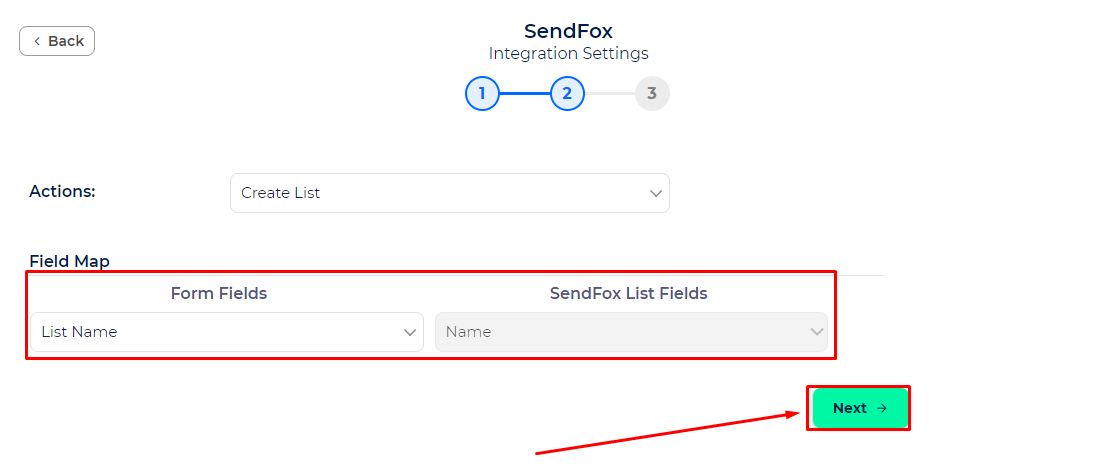 Back
SendFox
Integration Settings
1 2 3
Actions:
Create List
Field Map
Form Fields SendFox List Fields
List Name Name
Next